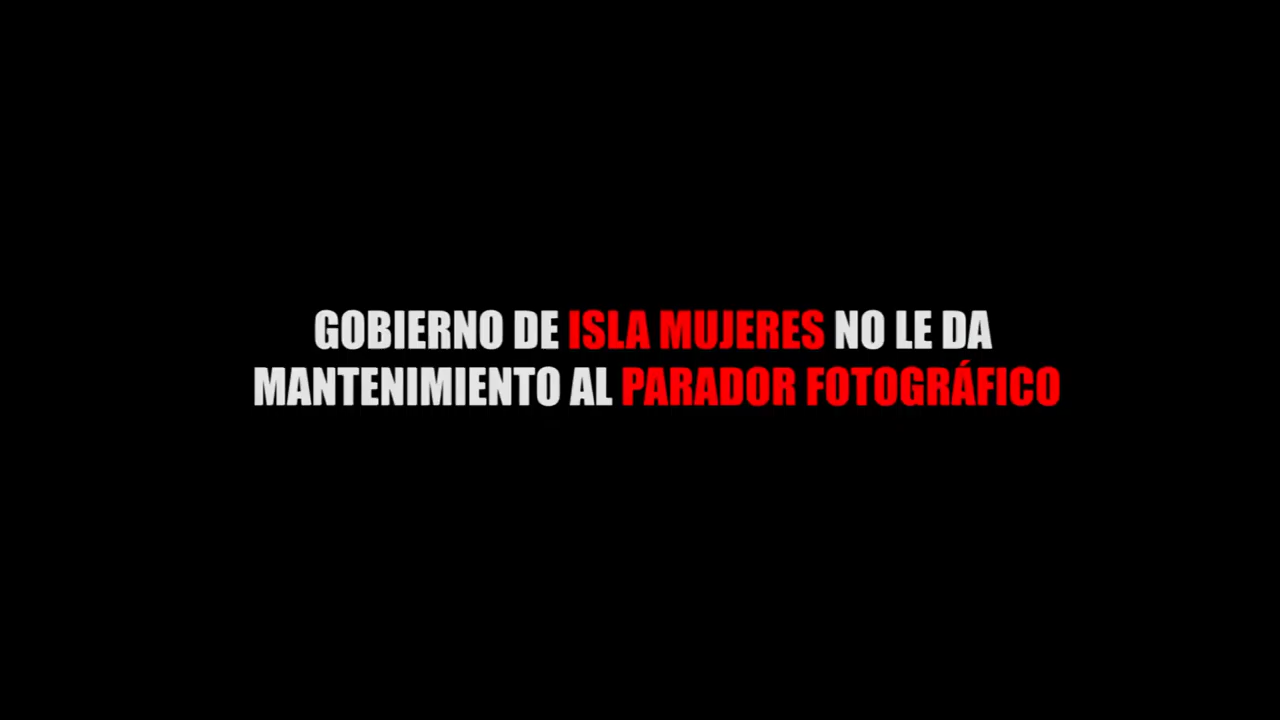 GOBIERNO DE ISLA MUJERES NO LE DA
MANTENIMIENTO AL PARADOR FOTOGRÁFICO